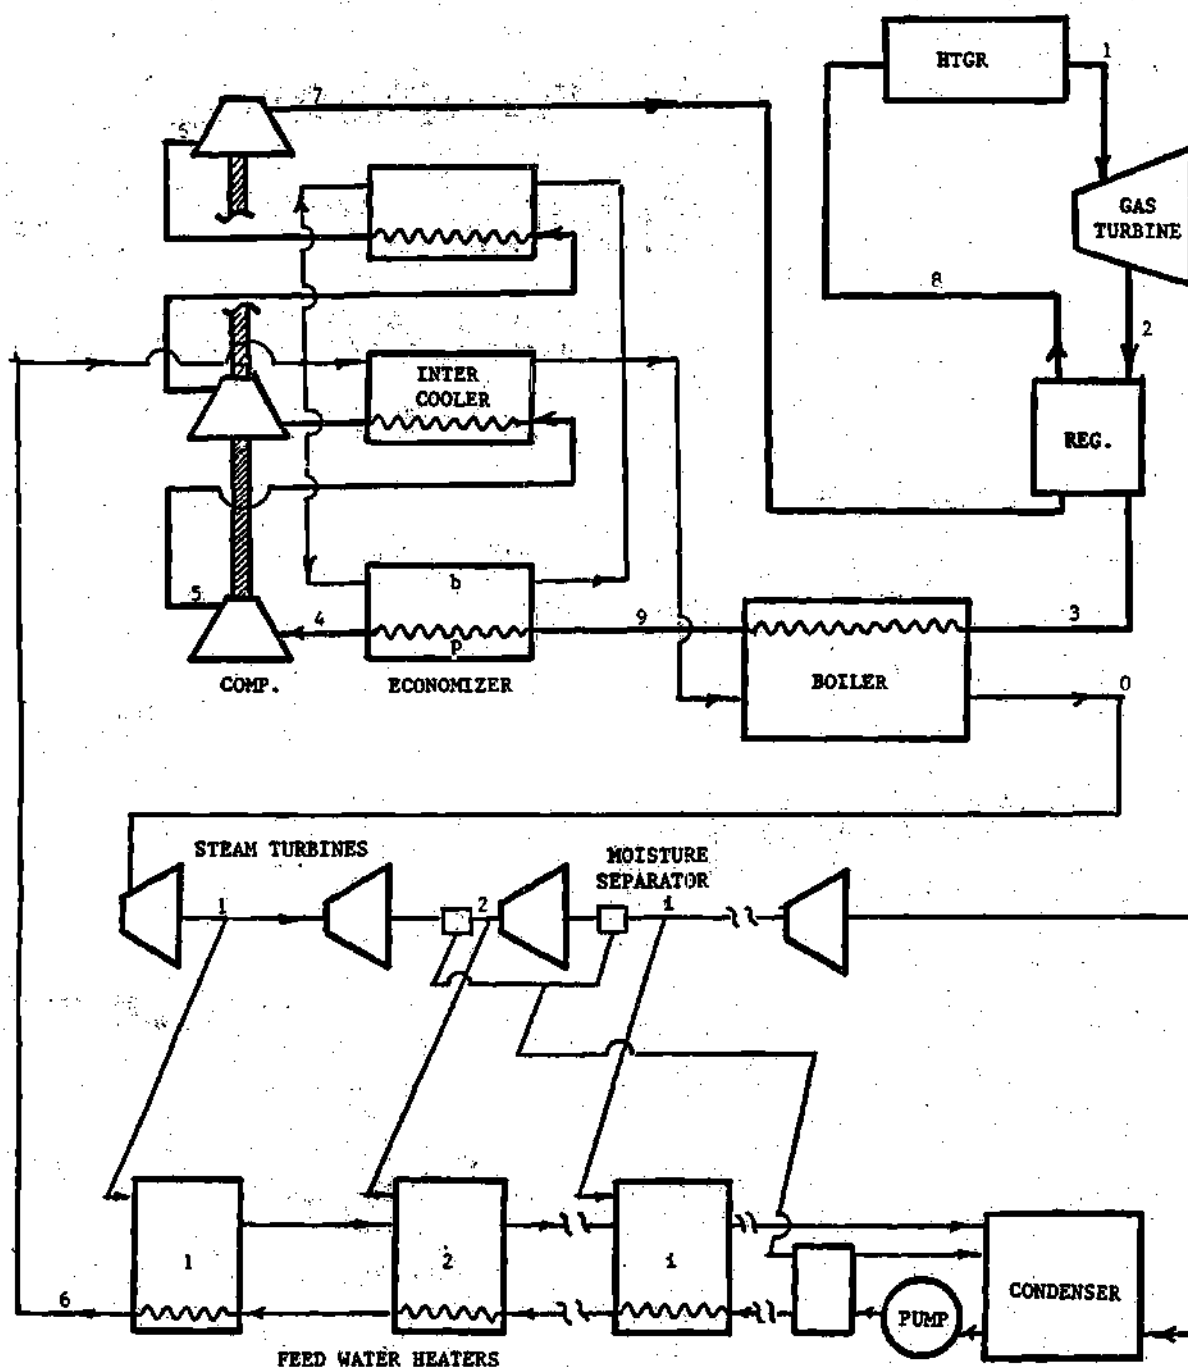 HTGR
1
7
6
GAS
TURBINE
8
2
INTER
COOLER
REG.
b
5
4
9
3
p
COMP.
ECONOMIZER
BOILER
0
STEAM TURBINES
MOISTURE
SEPARATOR
1
2
i
1
2
i
CONDENSER
6
PUMP
FEED WATER HEATERS